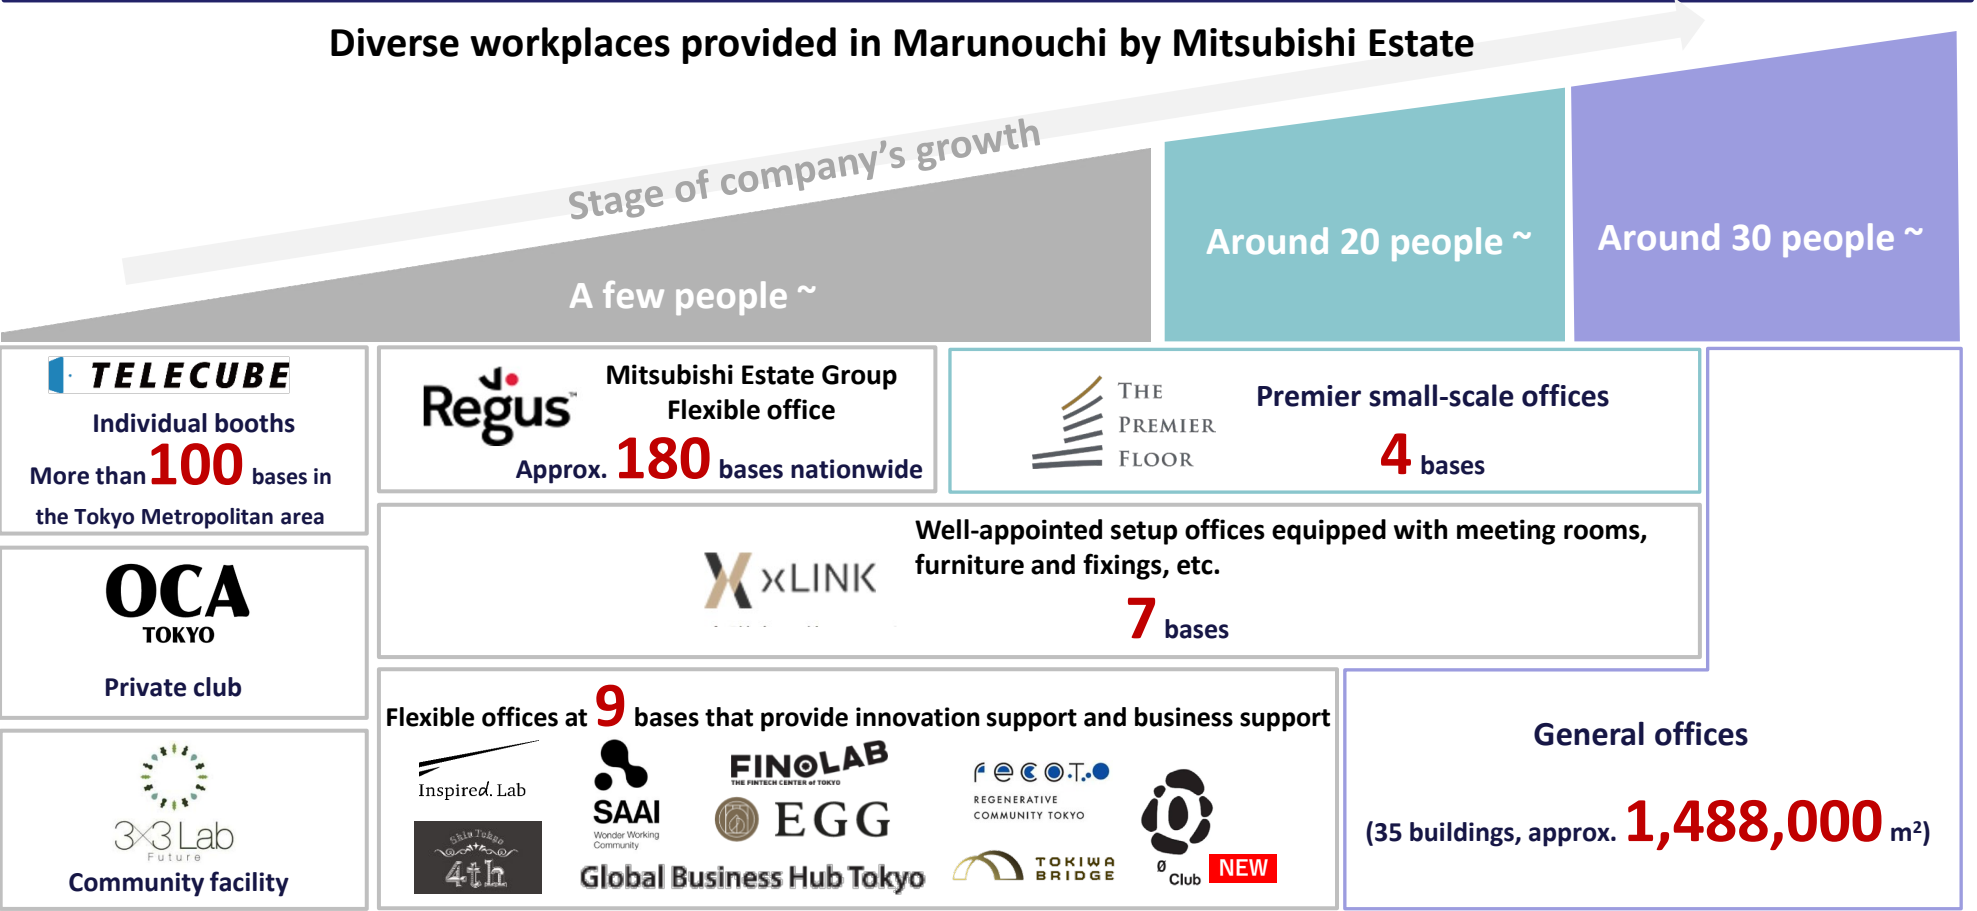 Diverse workplaces provided in Marunouchi by Mitsubishi Estate
Stage of company's growth
A few people ~
Around 20 people ~
Around 30 people ~
TELECUBE
Individual booths
More than 100 bases in
the Tokyo Metropolitan area
OCA
TOKYO
Private club
3×3 Lab
Future
Community facility
Regus™
Mitsubishi Estate Group
Flexible office
Approx. 180 bases nationwide
THE
PREMIER
FLOOR
Premier small-scale offices
4 bases
xLINK
Well-appointed setup offices equipped with meeting rooms,
furniture and fixings, etc.
7 bases
Flexible offices at 9 bases that provide innovation support and business support
Inspired. Lab
SAAI
Wonder Working
Community
FINOLAB
THE FINTECH CENTER of TOKYO
EGG
recoto
REGENERATIVE
COMMUNITY TOKYO
Shin Tokyo
4th
Global Business Hub Tokyo
TOKIWA
BRIDGE
0 Club
NEW
General offices
(35 buildings, approx. 1,488,000 m²)